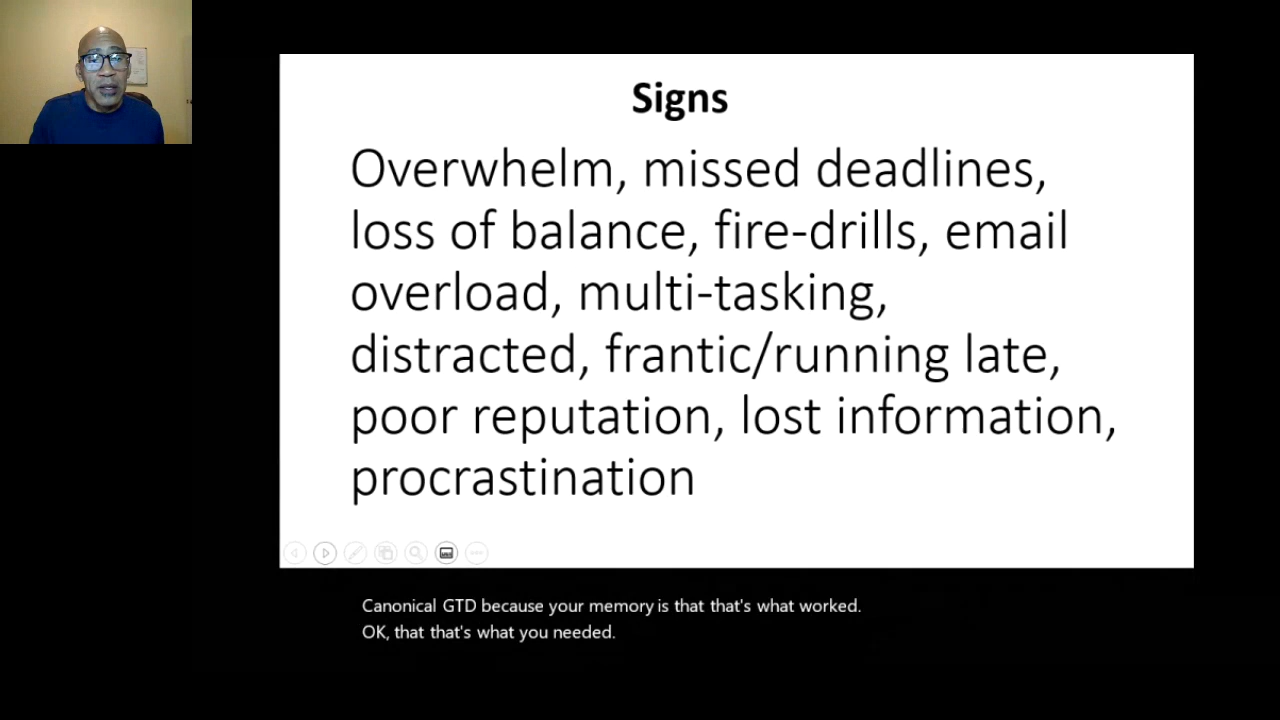 Signs
Overwhelm, missed deadlines,
loss of balance, fire-drills, email
overload, multi-tasking,
distracted, frantic/running late,
poor reputation, lost information,
procrastination
Canonical GTD because your memory is that that's what worked.
OK, that that's what you needed.